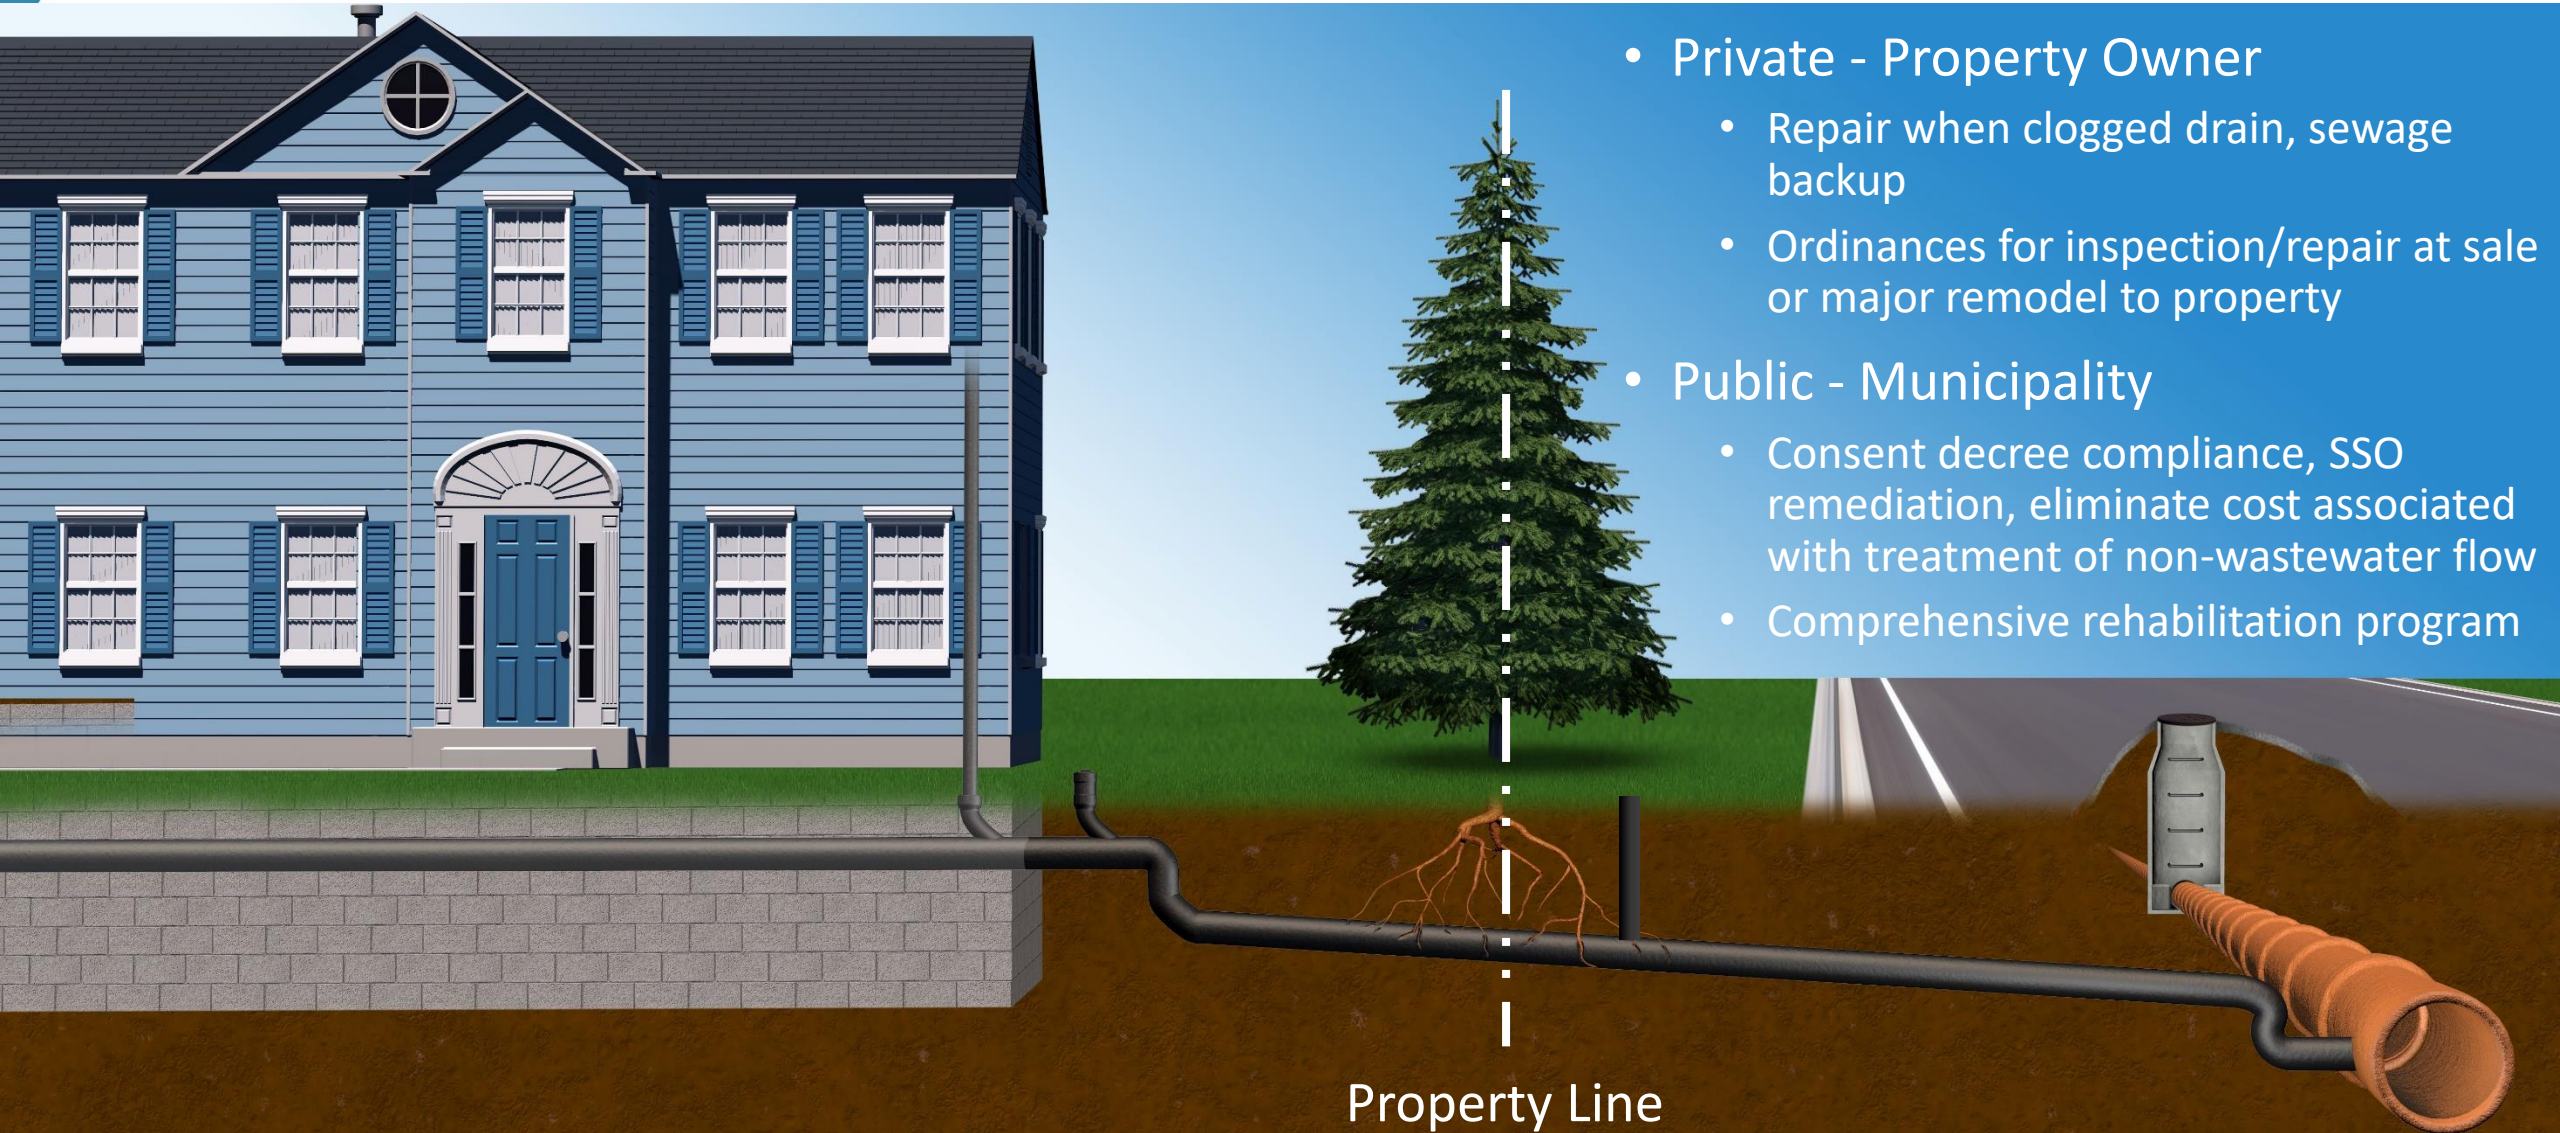 • Private - Property Owner
• Repair when clogged drain, sewage
backup
• Ordinances for inspection/repair at sale
or major remodel to property
• Public - Municipality
• Consent decree compliance, SSO
remediation, eliminate cost associated
with treatment of non-wastewater flow
• Comprehensive rehabilitation program
Property Line